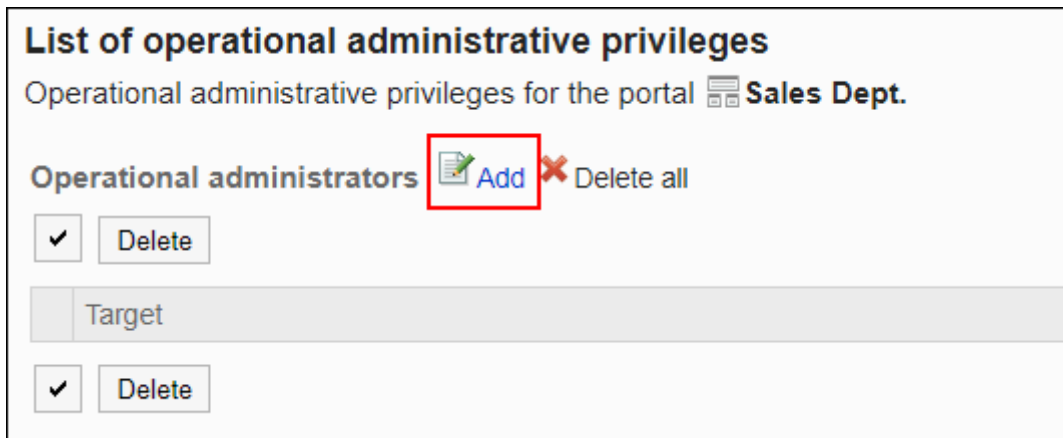 List of operational administrative privileges
Operational administrative privileges for the portal Sales Dept.
Operational administrators Add Delete all
Delete
Target
Delete